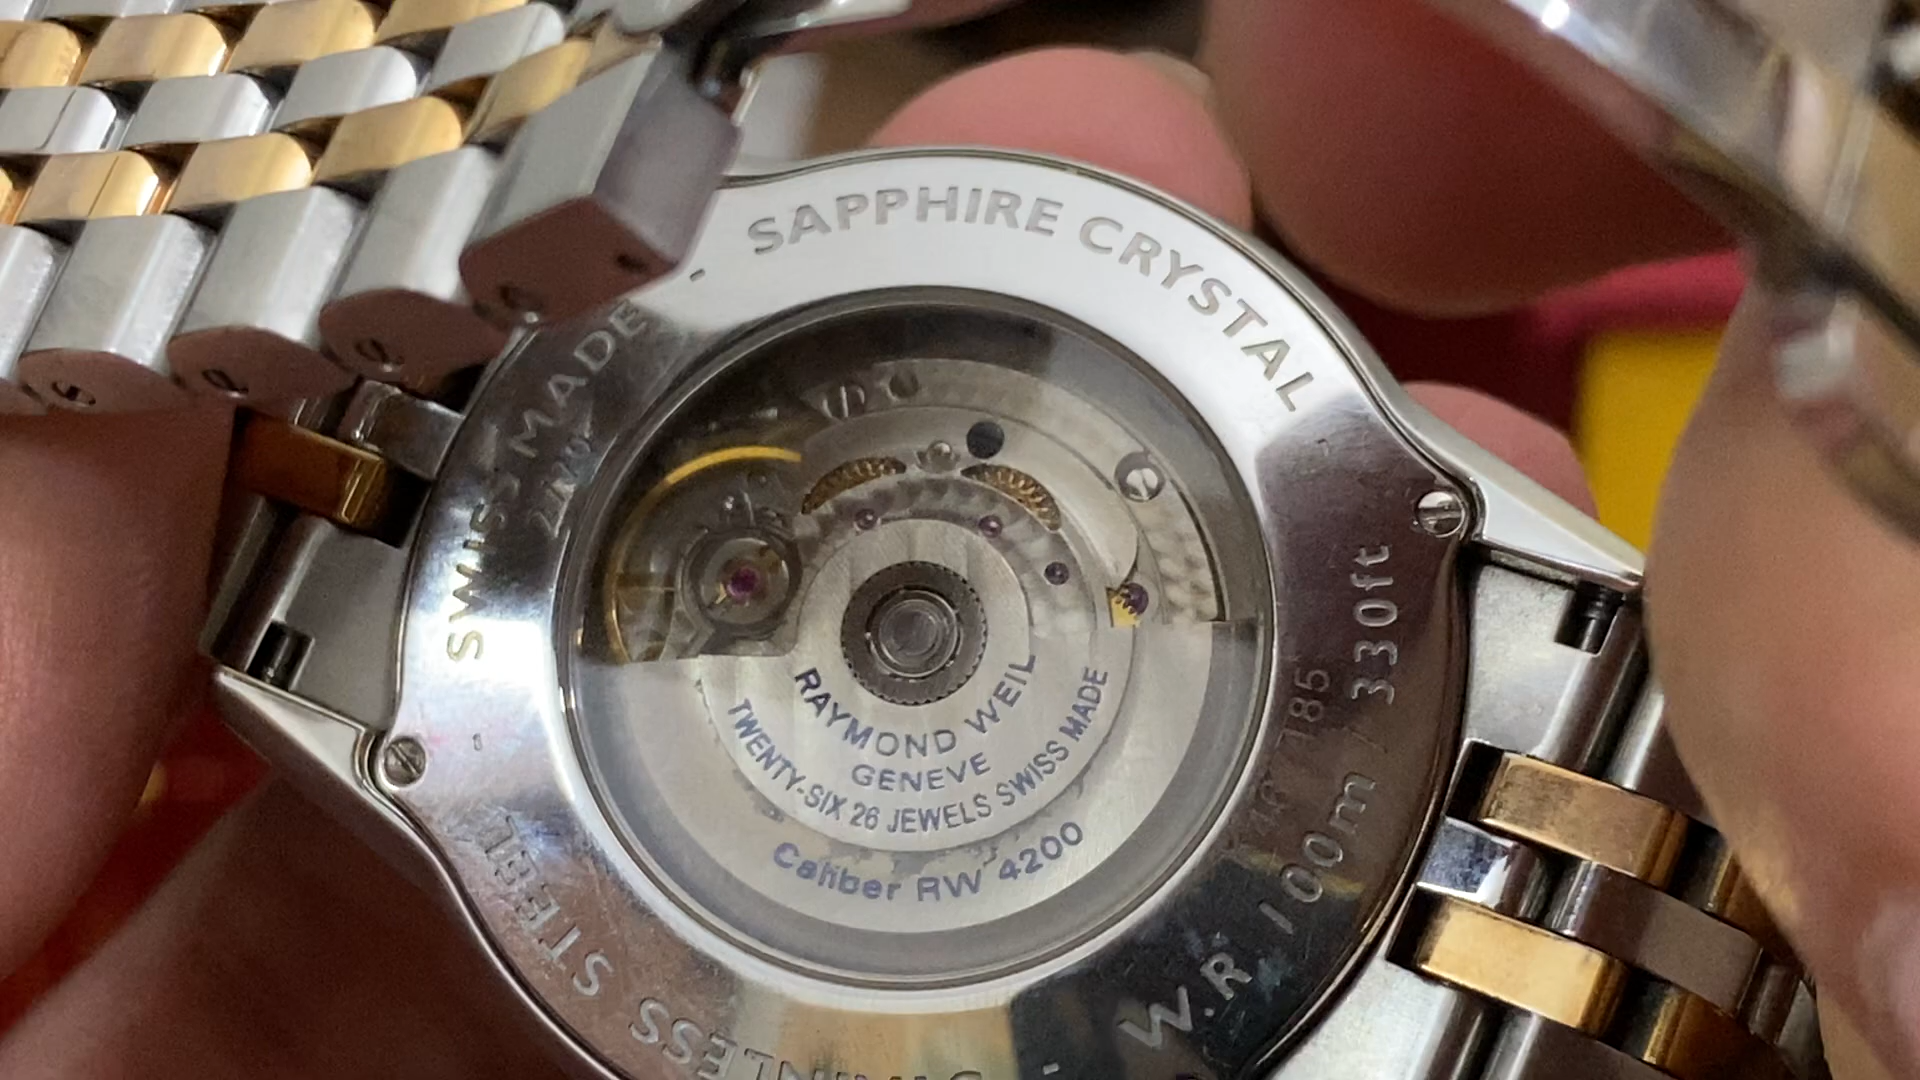 SAPPHIRE CRYSTAL
SWISS MADE
W.R. 100m / 330ft
STAINLESS STEEL
RAYMOND WEIL
GENEVE
TWENTY-SIX 26 JEWELS SWISS MADE
Caliber RW 4200